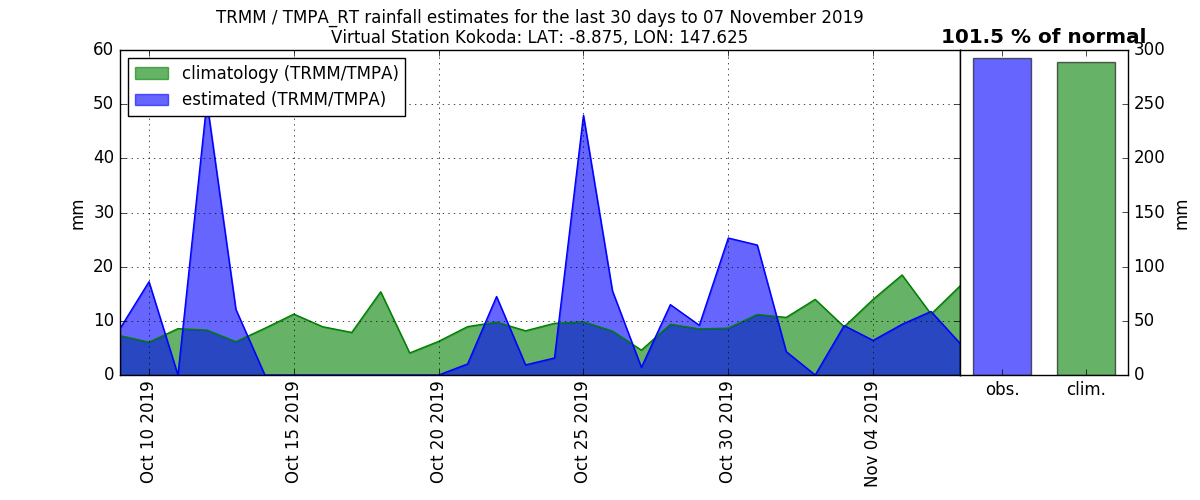 TRMM / TMPA_RT rainfall estimates for the last 30 days to 07 November 2019
Virtual Station Kokoda: LAT: -8.875, LON: 147.625
101.5 % of normal
climatology (TRMM/TMPA)
estimated (TRMM/TMPA)
60
50
40
30
20
10
0
mm
300
250
200
150
100
50
0
mm
Oct 10 2019
Oct 15 2019
Oct 20 2019
Oct 25 2019
Oct 30 2019
Nov 04 2019
obs.
clim.